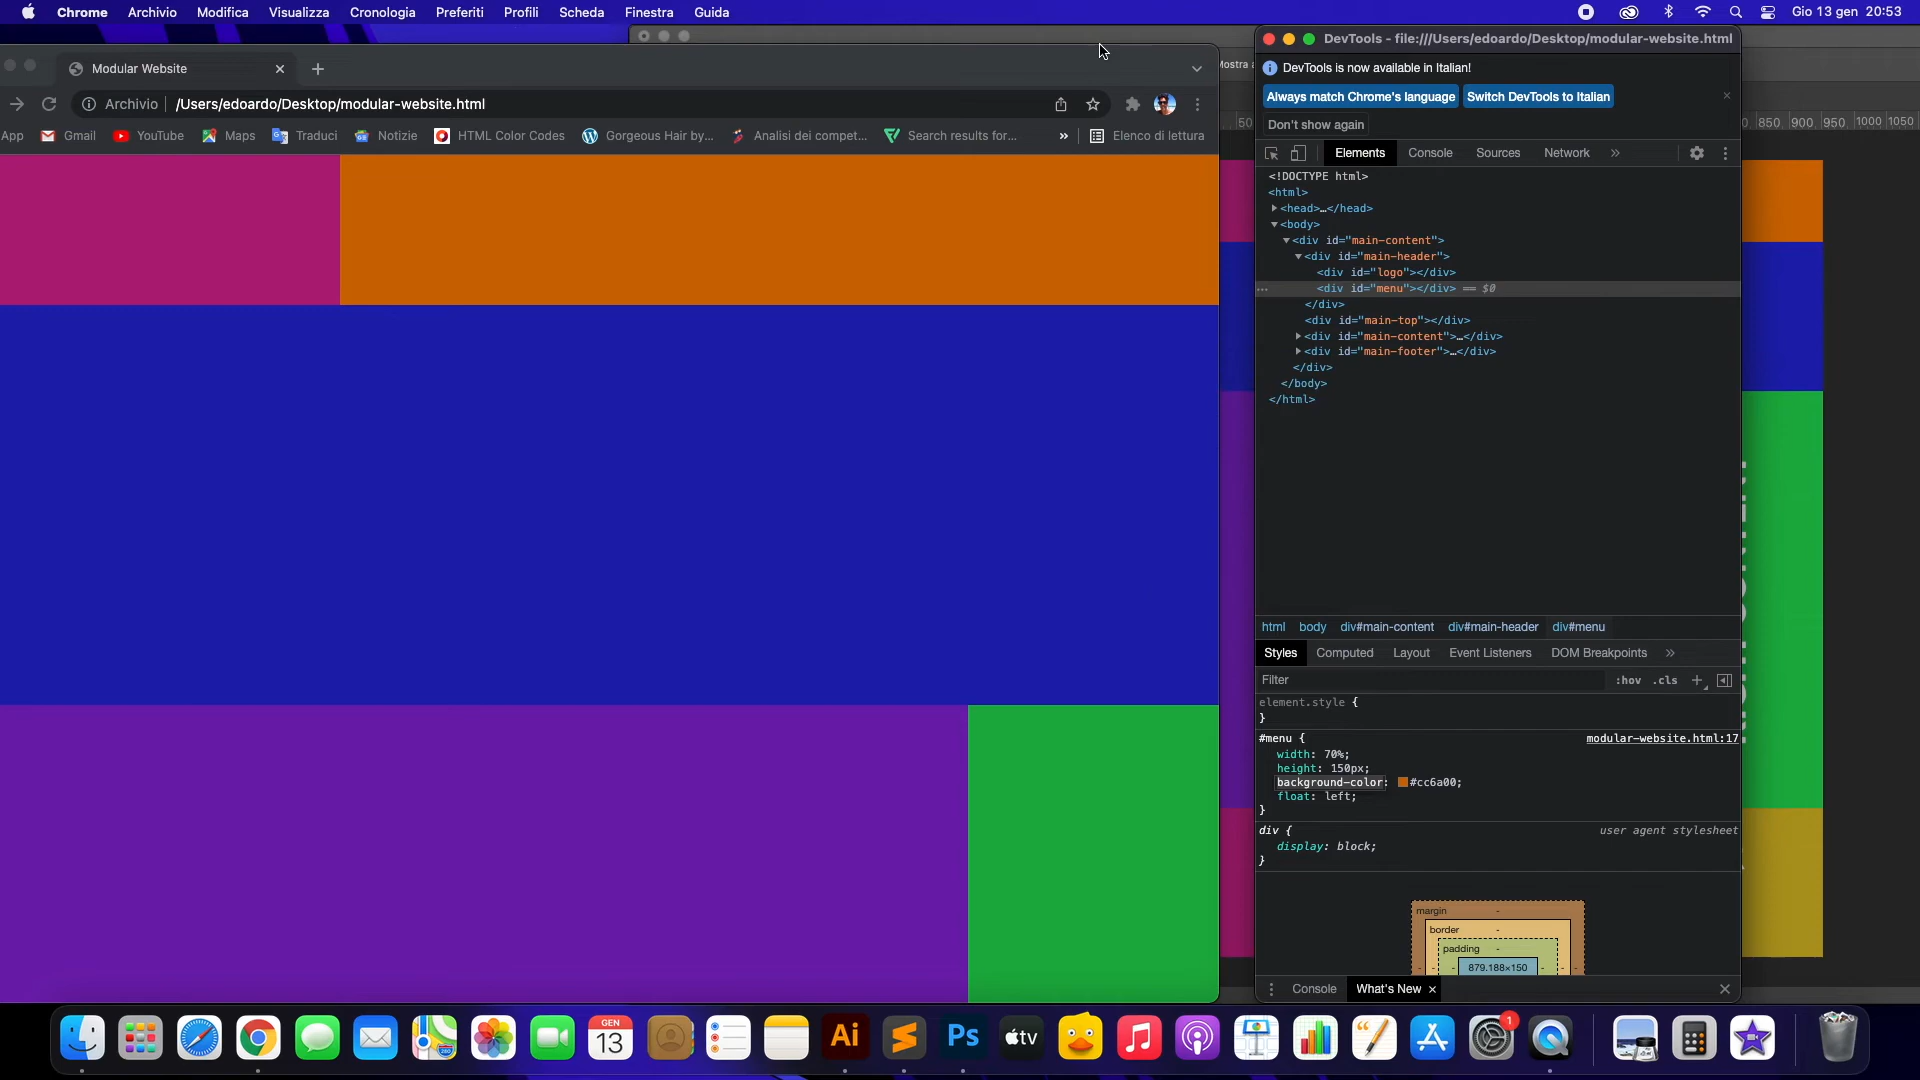 Chrome Archivio Modifica Visualizza Cronologia Preferiti Profili Scheda Finestra Guida Gio 13 gen 20:53
Modular Website
Archivio /Users/edoardo/Desktop/modular-website.html
App Gmail YouTube Maps Traduci Notizie HTML Color Codes Gorgeous Hair by... Analisi dei compet... Search results for... » Elenco di lettura
Mostra
50 850 900 950 1000 1050
DevTools - file:///Users/edoardo/Desktop/modular-website.html
DevTools is now available in Italian!
Always match Chrome's language Switch DevTools to Italian
Don't show again
Elements Console Sources Network »
<!DOCTYPE html>
<html>
<head>…</head>
<body>
<div id="main-content">
<div id="main-header">
<div id="logo"></div>
… <div id="menu"></div> == $0
</div>
<div id="main-top"></div>
<div id="main-content">…</div>
<div id="main-footer">…</div>
</div>
</body>
</html>
html body div#main-content div#main-header div#menu
Styles Computed Layout Event Listeners DOM Breakpoints »
Filter :hov .cls +
element.style {
}
#menu { modular-website.html:17
width: 70%;
height: 150px;
background-color: #cc6a00;
float: left;
}
div { user agent stylesheet
display: block;
}
margin -
border -
padding -
- - - 879.188×150 - - -
Console What's New
GEN
13
Ai
Ps
tv
1
280